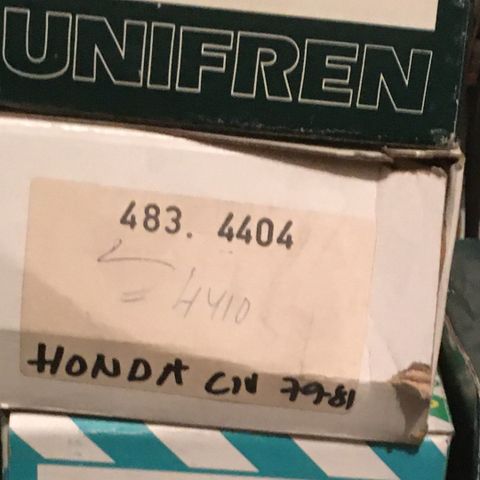 UNIFREN
483. 4404
= 4410
HONDA CIV 79-81